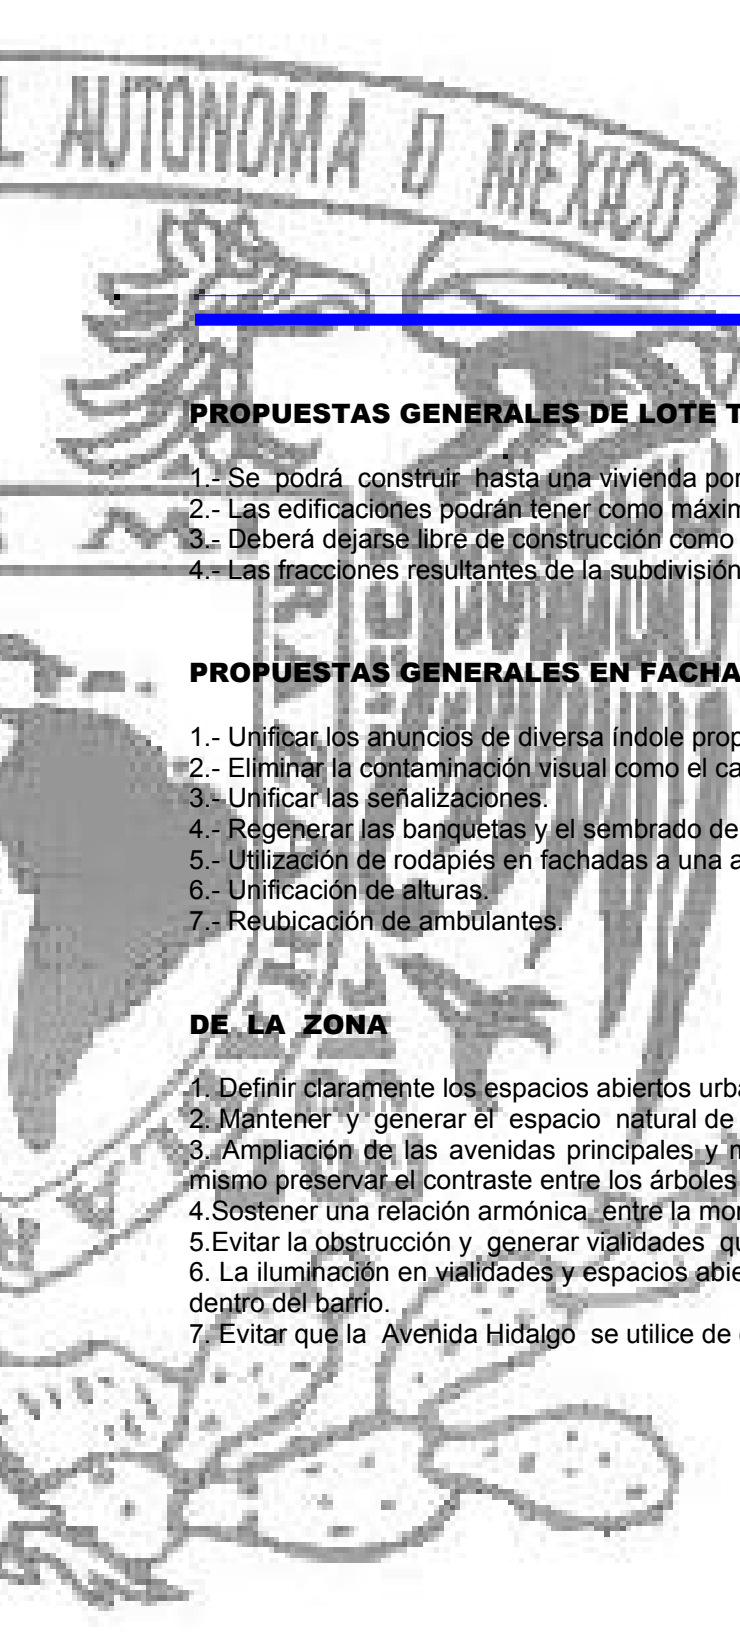 L AUTONOMA D MEXICO
PROPUESTAS GENERALES DE LOTE
1.- Se podrá construir hasta una vivienda por
2.- Las edificaciones podrán tener como
3.- Deberá dejarse libre de construcción como
4.- Las fracciones resultantes de la subdivisión
PROPUESTAS GENERALES EN
1.- Unificar los anuncios de diversa índole
2.- Eliminar la contaminación visual como el
3.- Unificar las señalizaciones.
4.- Regenerar las banquetas y el sembrado de
5.- Utilización de rodapiés en fachadas a una
6.- Unificación de alturas.
7.- Reubicación de ambulantes.
DE LA ZONA
1. Definir claramente los espacios abiertos
2. Mantener y generar el espacio natural de
3. Ampliación de las avenidas principales y
mismo preservar el contraste entre los árboles
4.Sostener una relación armónica entre la
5.Evitar la obstrucción y generar vialidades
6. La iluminación en vialidades y espacios
dentro del barrio.
7. Evitar que la Avenida Hidalgo se utilice de